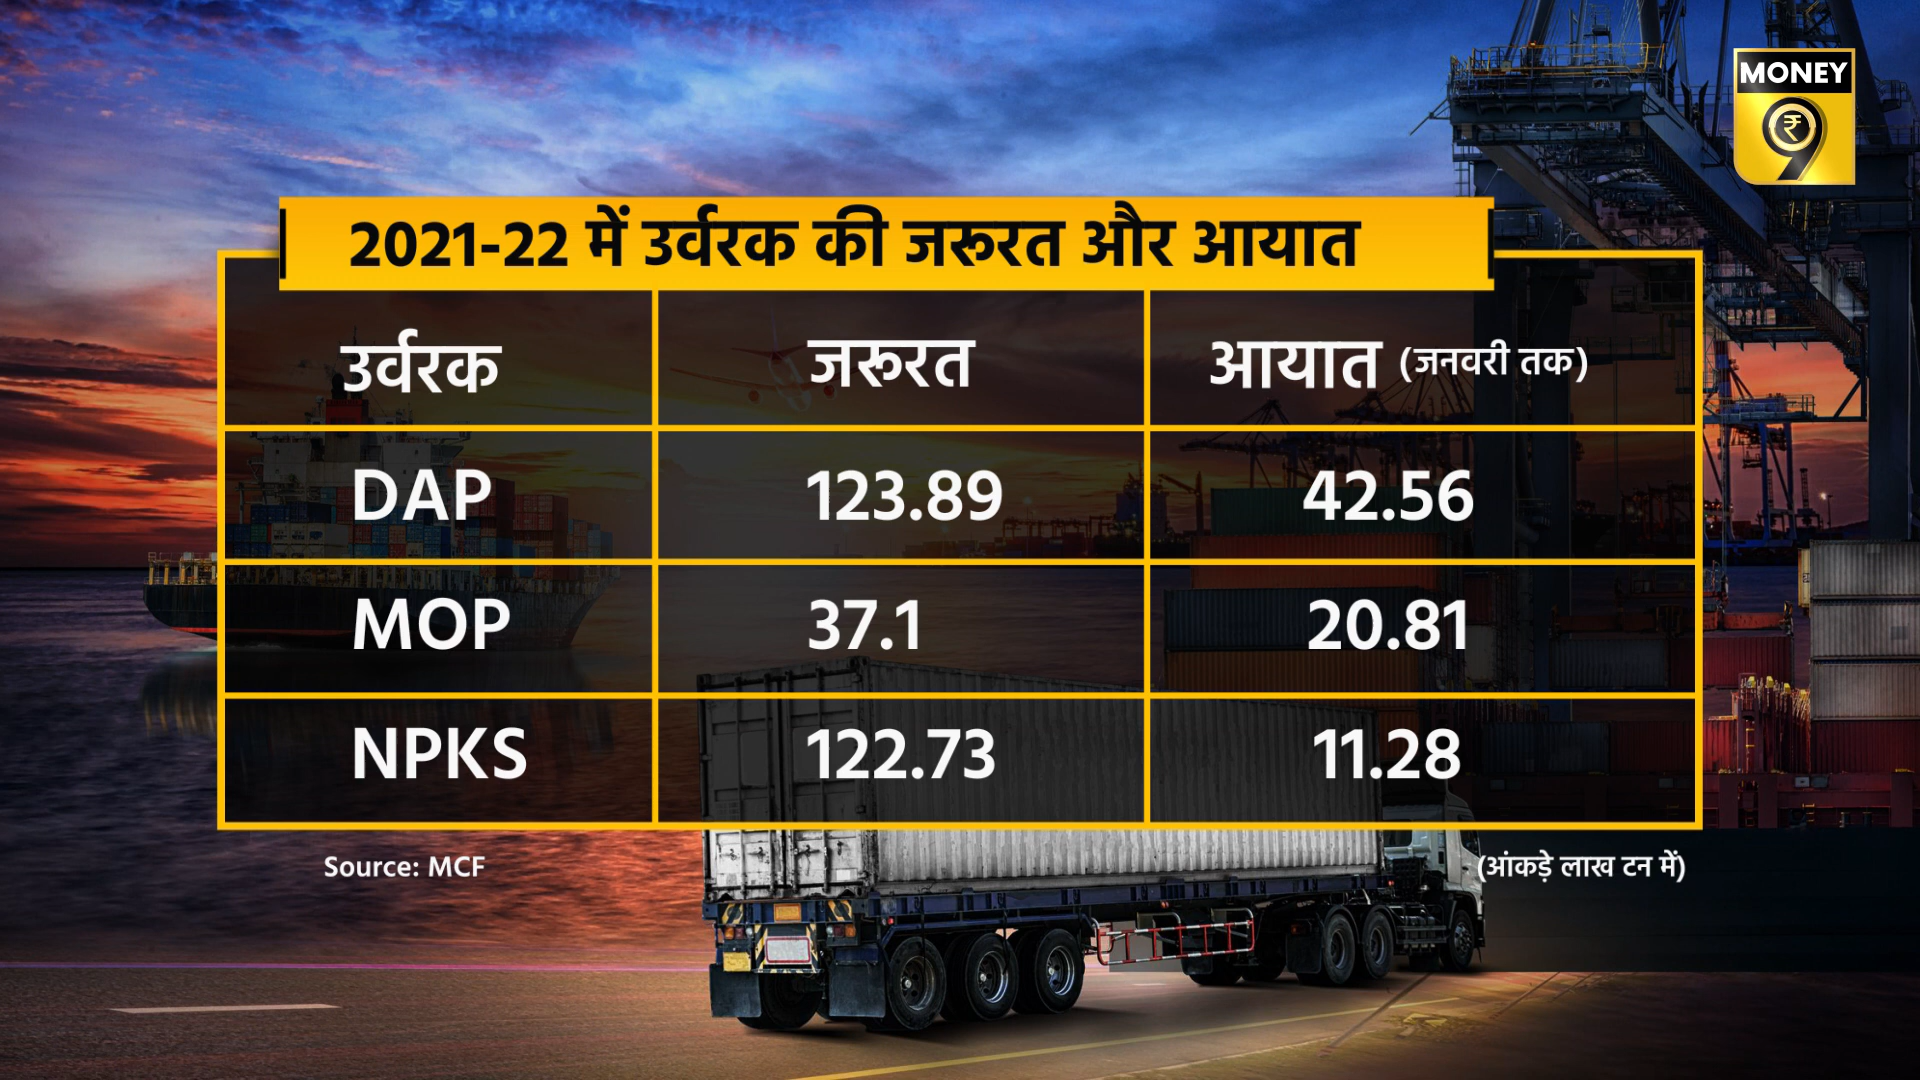 MONEY
9
2021-22 में उर्वरक की जरूरत और आयात
उर्वरक जरूरत आयात (जनवरी तक)
DAP 123.89 42.56
MOP 37.1 20.81
NPKS 122.73 11.28
Source: MCF (आंकड़े लाख टन में)